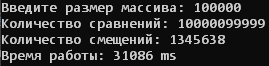 Введите размер массива: 100000
Количество сравнений: 10000099999
Количество смещений: 1345638
Время работы: 31086 ms